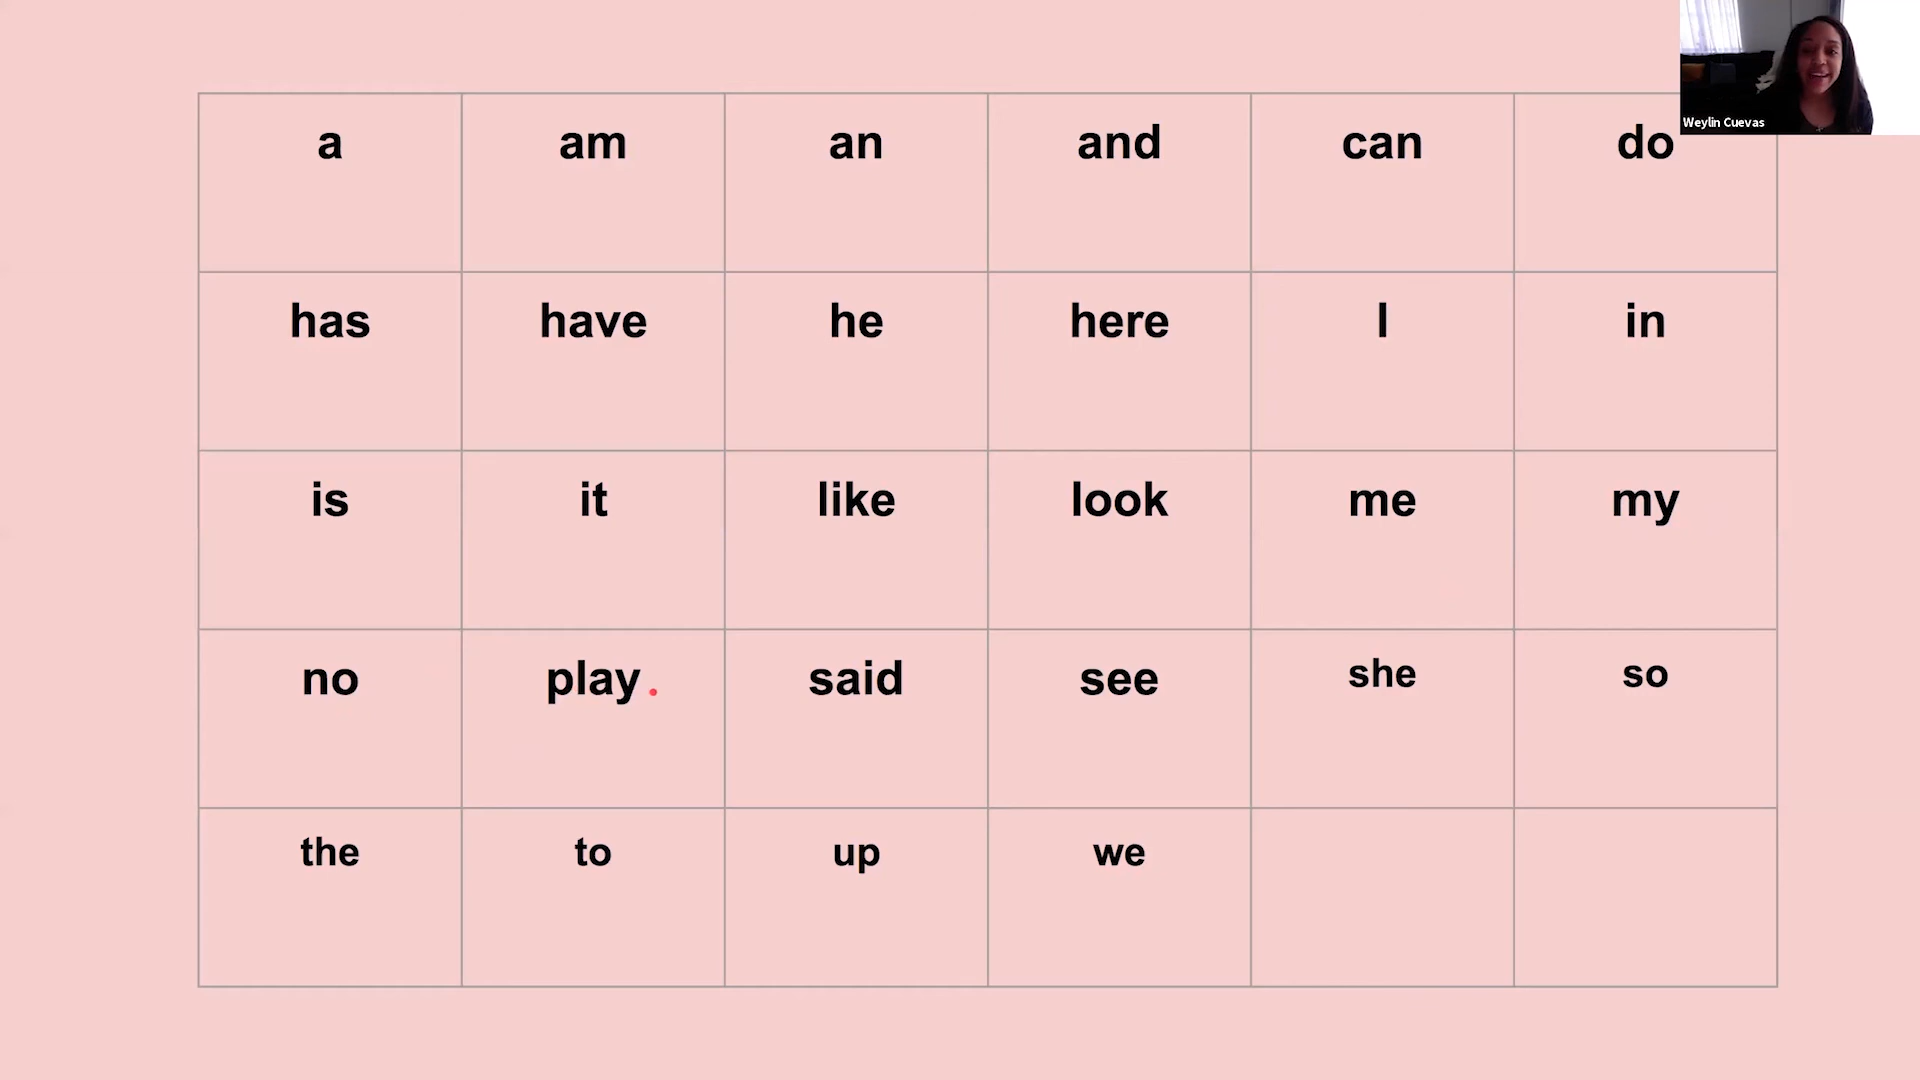 Weylin Cuevas
a am an and can do
has have he here I in
is it like look me my
no play said see she so
the to up we